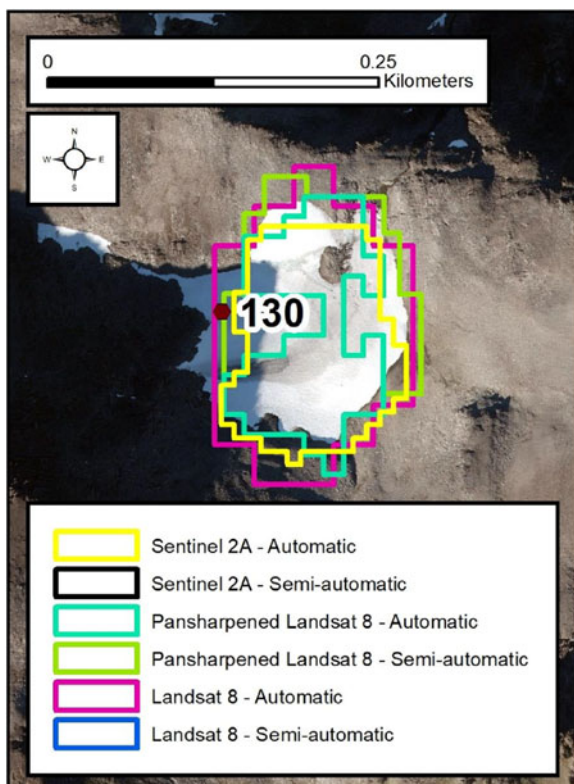 0 0.25
Kilometers
N
W E
S
130
Sentinel 2A - Automatic
Sentinel 2A - Semi-automatic
Pansharpened Landsat 8 - Automatic
Pansharpened Landsat 8 - Semi-automatic
Landsat 8 - Automatic
Landsat 8 - Semi-automatic